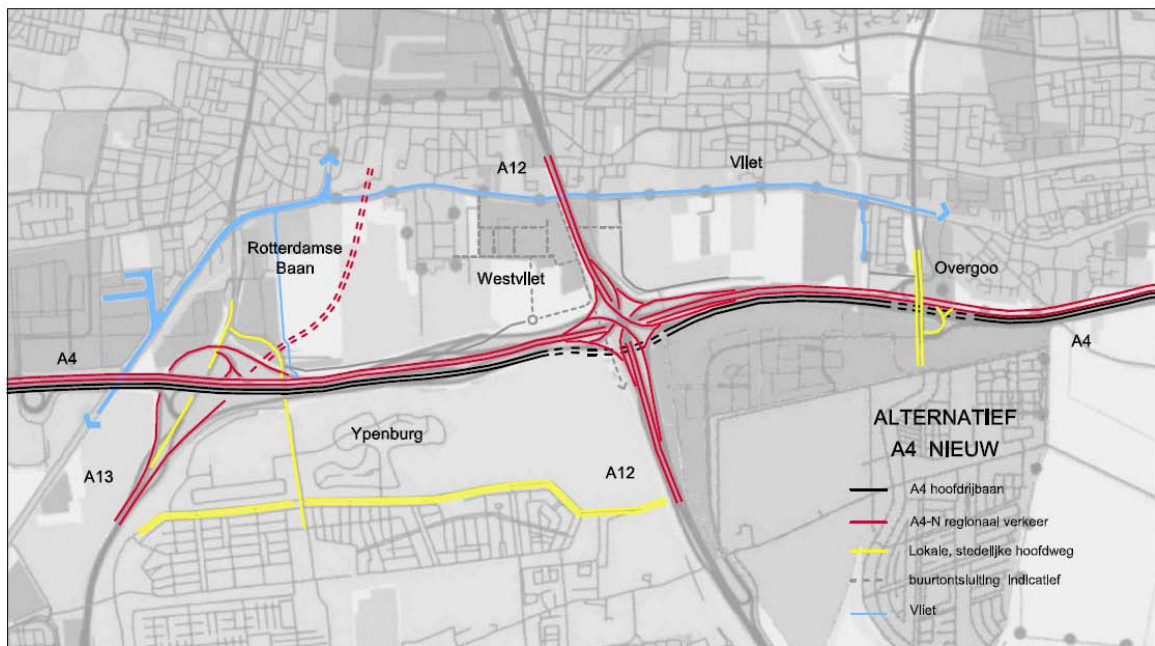 A12
Vliet
Rotterdamse
Baan
Westvliet
Overgoo
A4
A4
Ypenburg
A13
A12
ALTERNATIEF
A4 NIEUW
A4 hoofdrijbaan
A4-N regionaal verkeer
Lokale, stedelijke hoofdweg
buurtontsluiting indicatief
Vliet